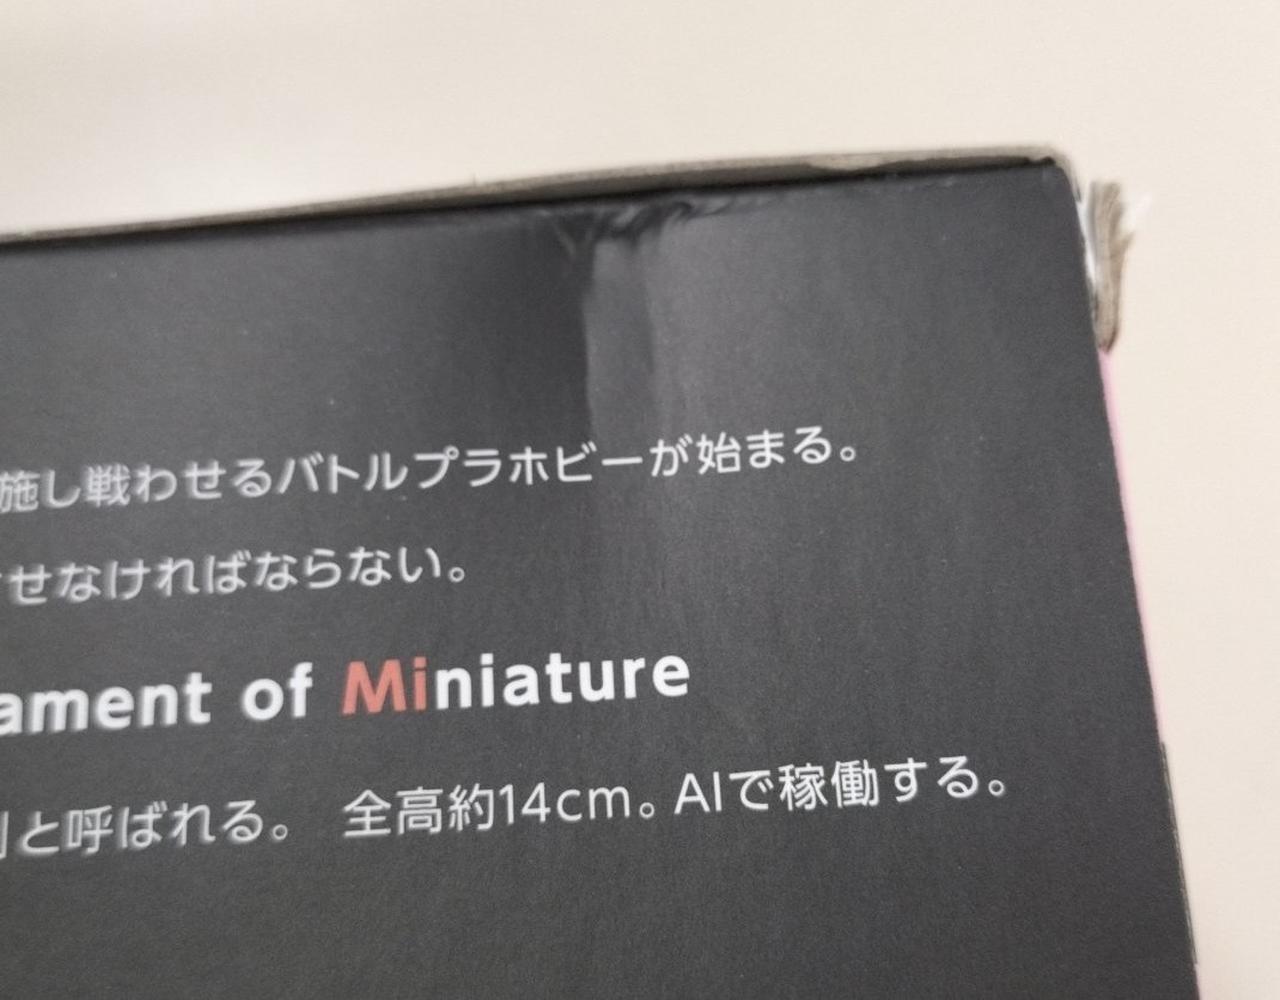 施し戦わせるバトルプラホビーが始まる。
せなければならない。
ament of Miniature
と呼ばれる。 全高約14cm。AIで稼働する。